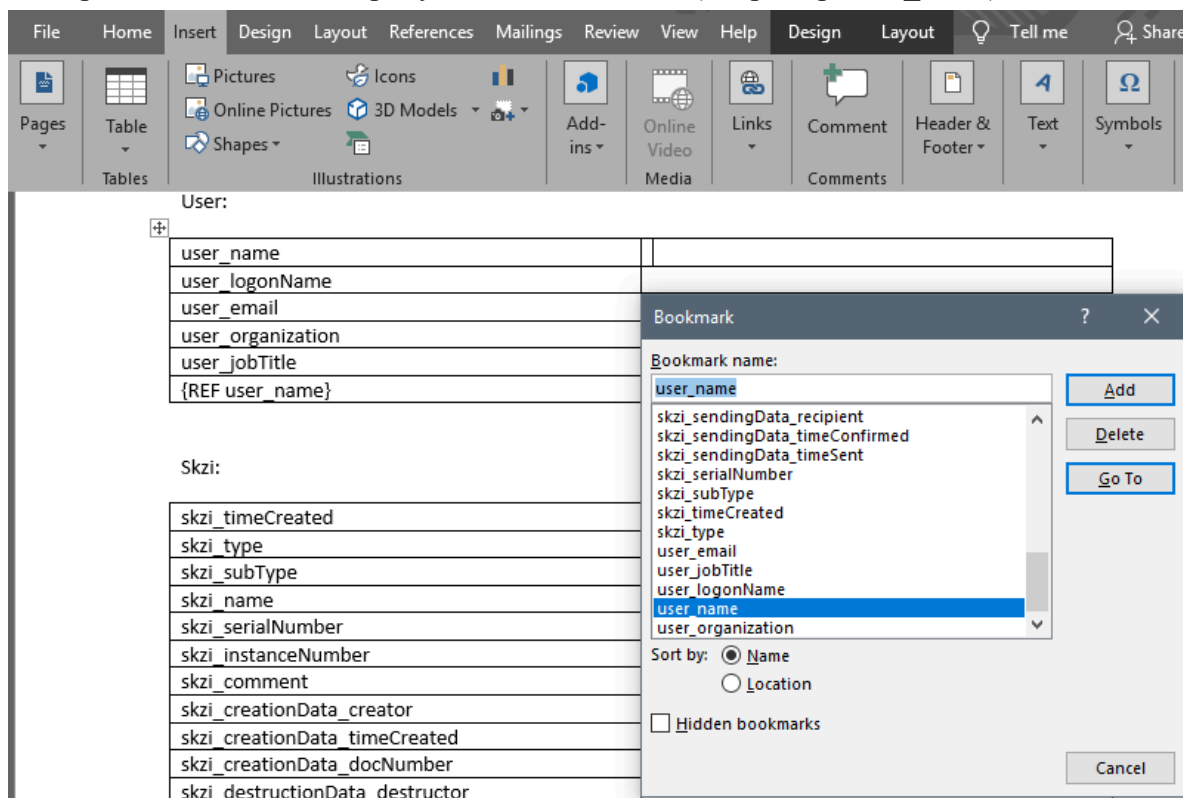 File Home Insert Design Layout References Mailings Review View Help Design Layout Tell me Share
Pictures Icons
Online Pictures 3D Models
Shapes
Pages Table Add-ins Online Video Links Comment Header & Footer Text Symbols
Tables Illustrations Media Comments
User:
user_name
user_logonName
user_email
user_organization
user_jobTitle
{REF user_name}
Skzi:
skzi_timeCreated
skzi_type
skzi_subType
skzi_name
skzi_serialNumber
skzi_instanceNumber
skzi_comment
skzi_creationData_creator
skzi_creationData_timeCreated
skzi_creationData_docNumber
skzi_destructionData_destructor
Bookmark ?
Bookmark name:
user_name
Add
skzi_sendingData_recipient
skzi_sendingData_timeConfirmed
skzi_sendingData_timeSent
skzi_serialNumber
skzi_subType
skzi_timeCreated
skzi_type
user_email
user_jobTitle
user_logonName
user_name
user_organization
Delete
Go To
Sort by: Name
Location
Hidden bookmarks
Cancel